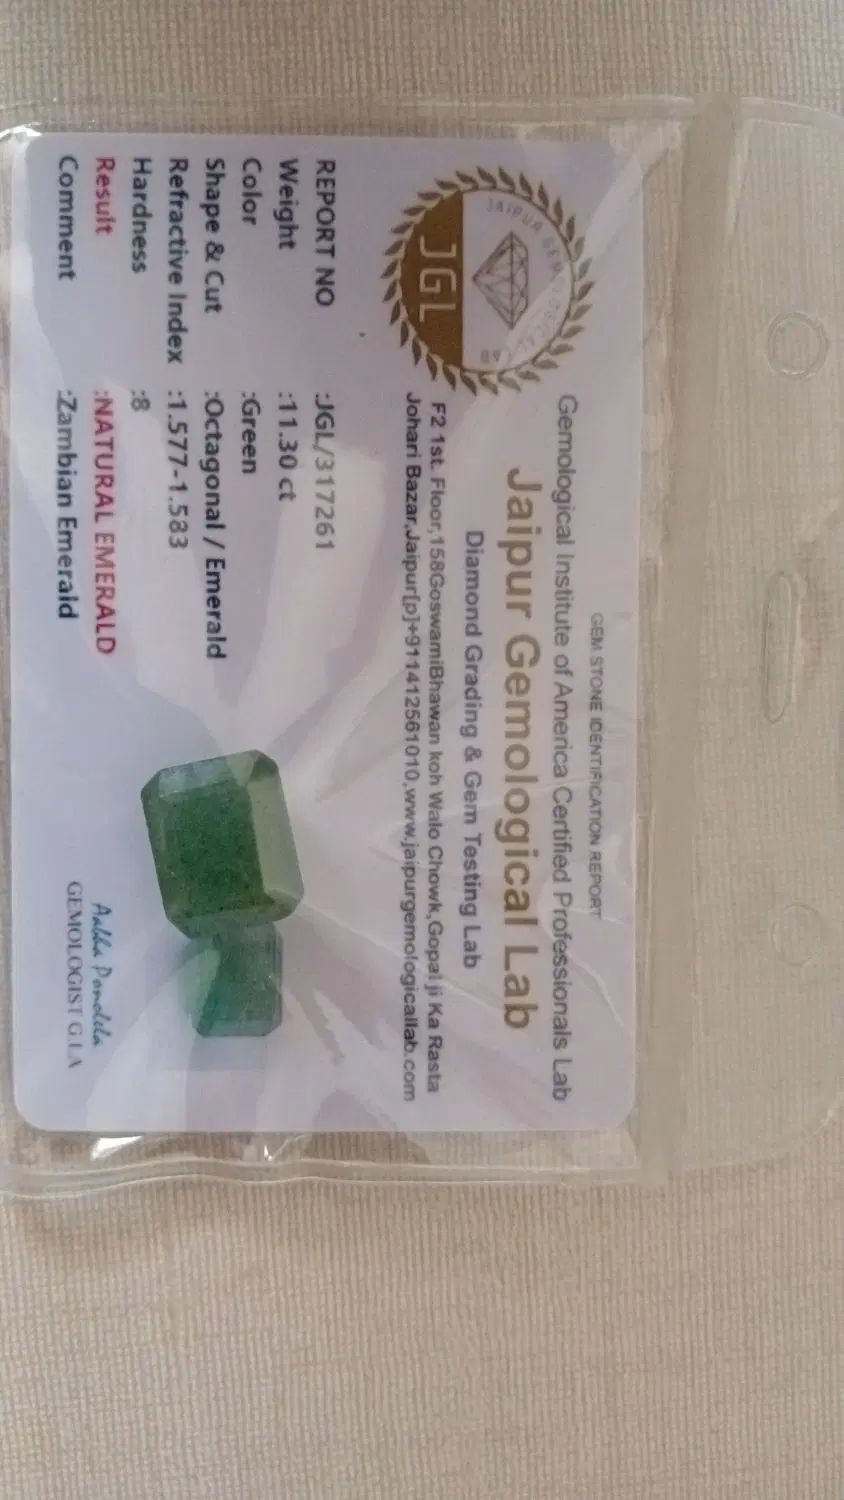 GEM STONE IDENTIFICATION REPORT
Gemological Institute of America Certified Professionals Lab
Jaipur Gemological Lab
Diamond Grading & Gem Testing Lab
F2 1st. Floor,158GoswamiBhawan koh Walo Chowk,Gopal ji Ka Rasta
Johari Bazar,Jaipur[p]+911412561010,www.jaipurgemologicallab.com
JAIPUR GEMOLOGICAL LAB
JGL
REPORT NO :JGL/317261
Weight :11.30 ct
Color :Green
Shape & Cut :Octagonal / Emerald
Refractive Index :1.577-1.583
Hardness :8
Result :NATURAL EMERALD
Comment :Zambian Emerald
GEMOLOGIST G.I.A